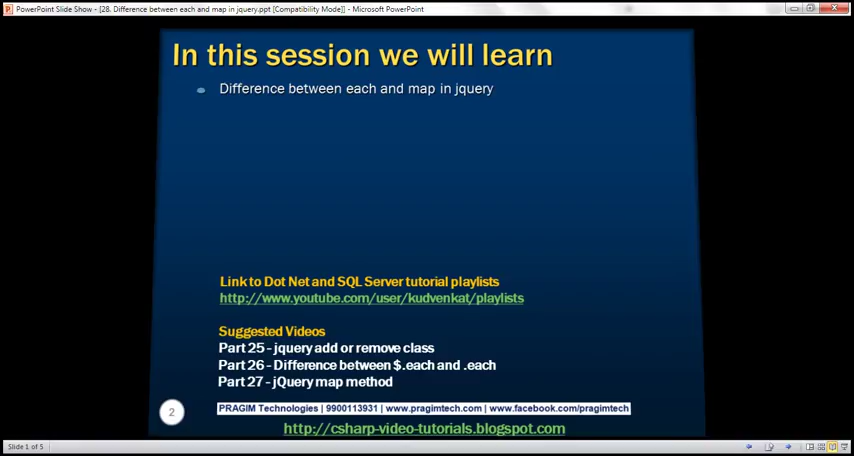 PowerPoint Slide Show - [28. Difference between each and map in jquery.ppt [Compatibility Mode]] - Microsoft PowerPoint
In this session we will learn
Difference between each and map in jquery
Link to Dot Net and SQL Server tutorial playlists
http://www.youtube.com/user/kudvenkat/playlists
Suggested Videos
Part 25 - jquery add or remove class
Part 26 - Difference between $.each and .each
Part 27 - jQuery map method
2
PRAGIM Technologies | 9900113931 | www.pragimtech.com | www.facebook.com/pragimtech
http://csharp-video-tutorials.blogspot.com
Slide 1 of 5